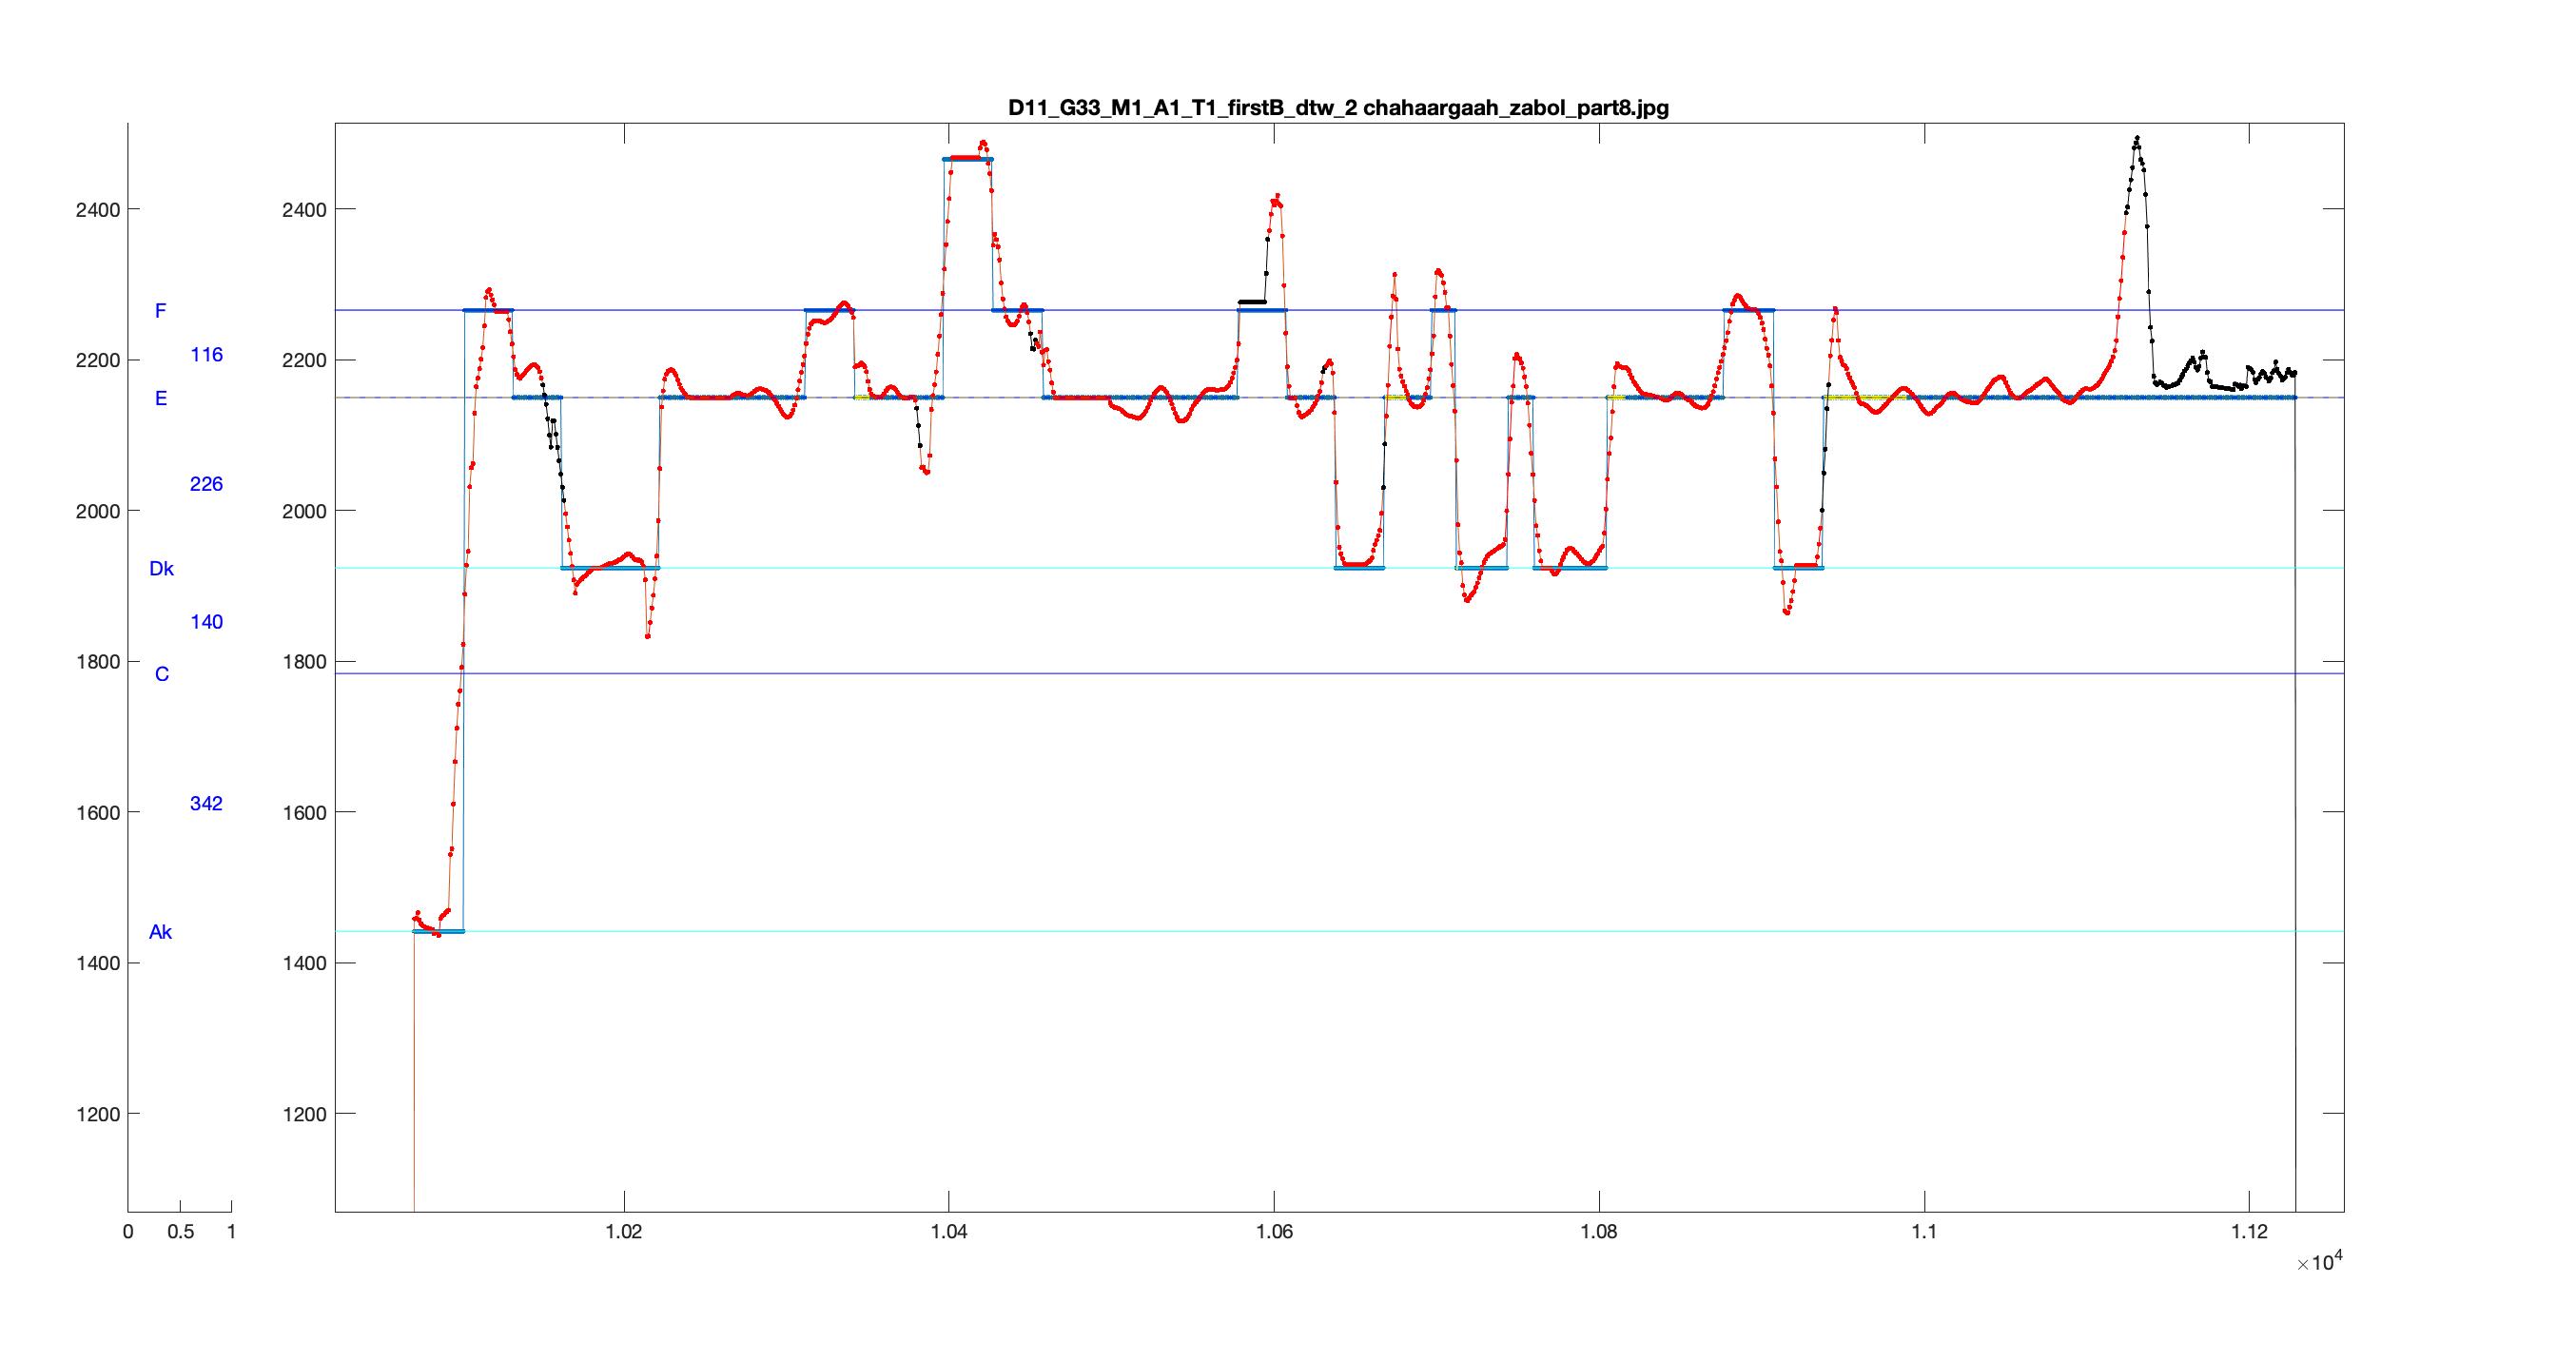 D11_G33_M1_A1_T1_firstB_dtw_2 chahaargaah_zabol_part8.jpg
2400 2400
F
116
2200 2200
E
226
2000 2000
Dk
140
1800 1800
C
342
1600 1600
Ak
1400 1400
1200 1200
0 0.5 1 1.02 1.04 1.06 1.08 1.1 1.12
×10^4